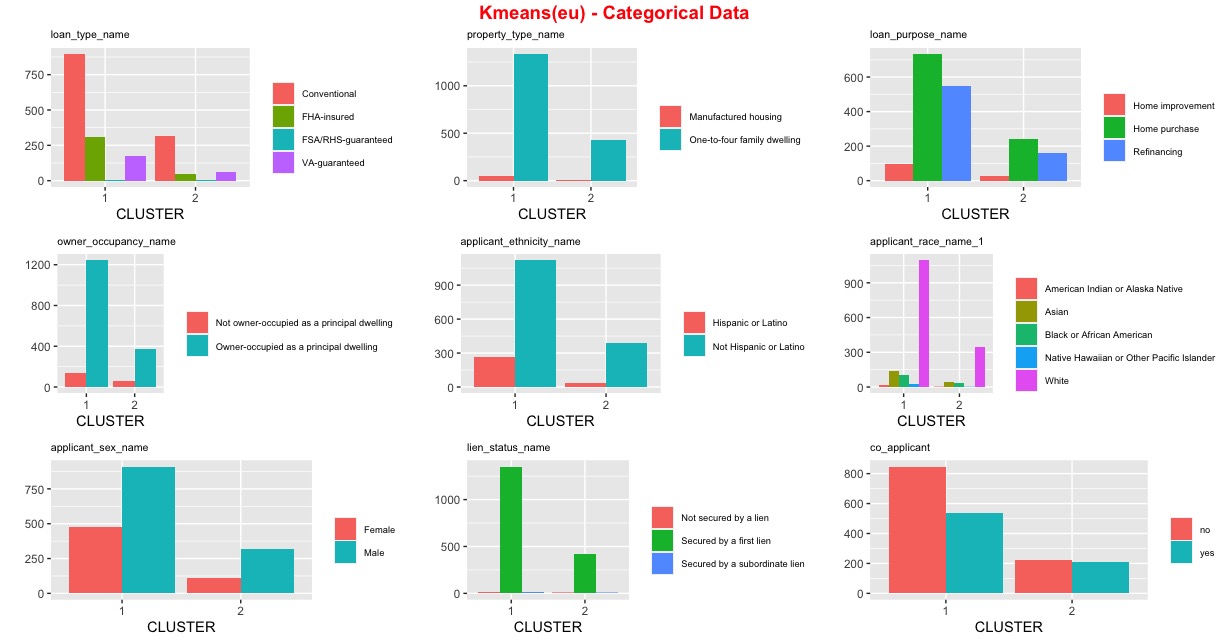 Kmeans(eu) - Categorical Data
loan_type_name
750
500
250
0
1 2
CLUSTER
Conventional
FHA-insured
FSA/RHS-guaranteed
VA-guaranteed
property_type_name
1000
500
0
1 2
CLUSTER
Manufactured housing
One-to-four family dwelling
loan_purpose_name
600
400
200
0
1 2
CLUSTER
Home improvement
Home purchase
Refinancing
owner_occupancy_name
1200
800
400
0
1 2
CLUSTER
Not owner-occupied as a principal dwelling
Owner-occupied as a principal dwelling
applicant_ethnicity_name
900
600
300
0
1 2
CLUSTER
Hispanic or Latino
Not Hispanic or Latino
applicant_race_name_1
900
600
300
0
1 2
CLUSTER
American Indian or Alaska Native
Asian
Black or African American
Native Hawaiian or Other Pacific Islander
White
applicant_sex_name
750
500
250
0
1 2
CLUSTER
Female
Male
lien_status_name
1000
500
0
1 2
CLUSTER
Not secured by a lien
Secured by a first lien
Secured by a subordinate lien
co_applicant
800
600
400
200
0
1 2
CLUSTER
no
yes